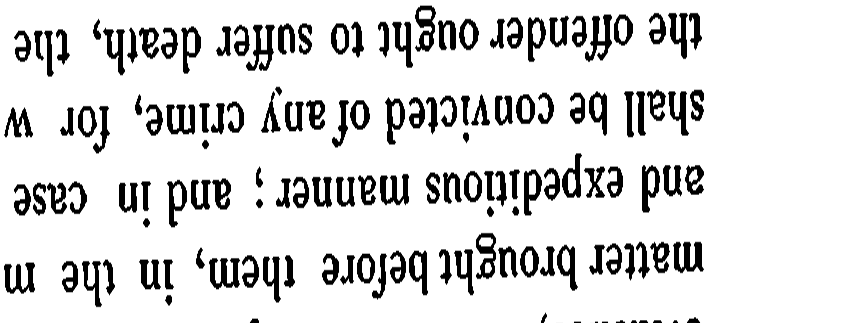 matter brought before them, in the m
and expeditious manner; and in case
shall be convicted of any crime, for w
the offender ought to suffer death, the